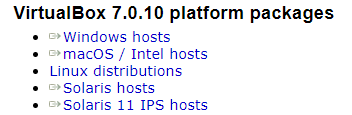 VirtualBox 7.0.10 platform packages
Windows hosts
macOS / Intel hosts
Linux distributions
Solaris hosts
Solaris 11 IPS hosts